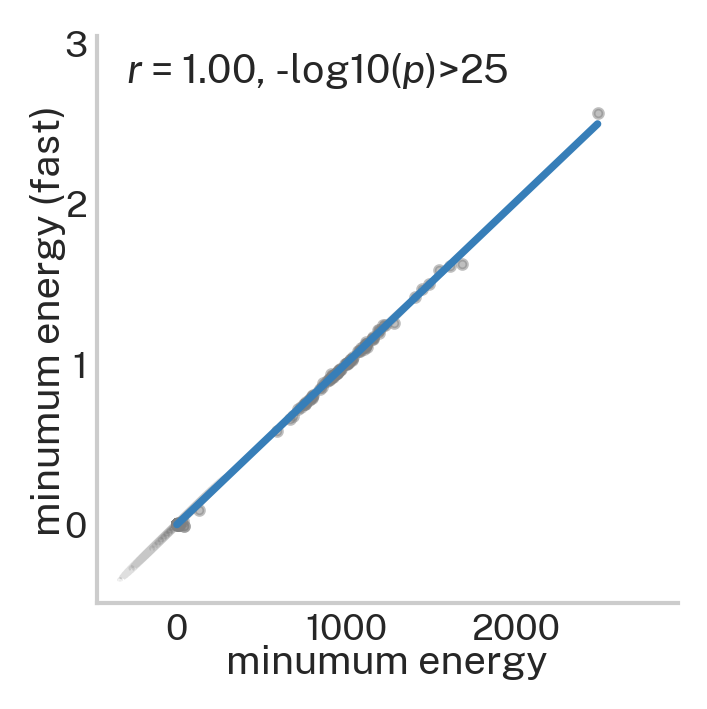 r = 1.00, -log10(p)>25
minumum energy (fast)
3
2
1
0
0 1000 2000
minumum energy